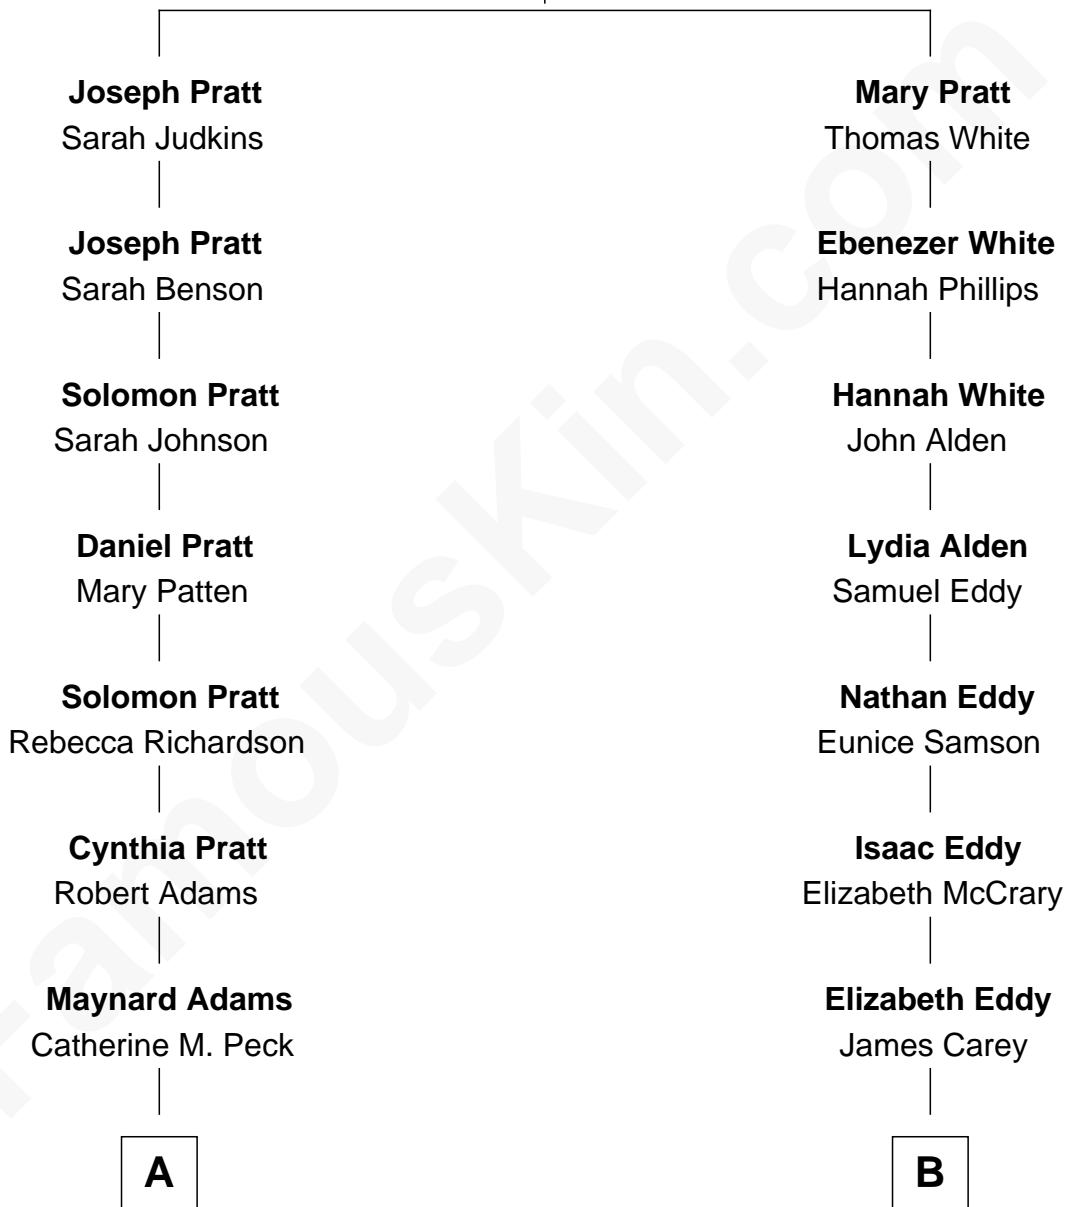 Joseph Pratt
Sarah Judkins
Mary Pratt
Thomas White
Joseph Pratt
Sarah Benson
Ebenezer White
Hannah Phillips
Solomon Pratt
Sarah Johnson
Hannah White
John Alden
Daniel Pratt
Mary Patten
Lydia Alden
Samuel Eddy
Solomon Pratt
Rebecca Richardson
Nathan Eddy
Eunice Samson
Cynthia Pratt
Robert Adams
Isaac Eddy
Elizabeth McCrary
Maynard Adams
Catherine M. Peck
Elizabeth Eddy
James Carey
A
B
FamousKin.com